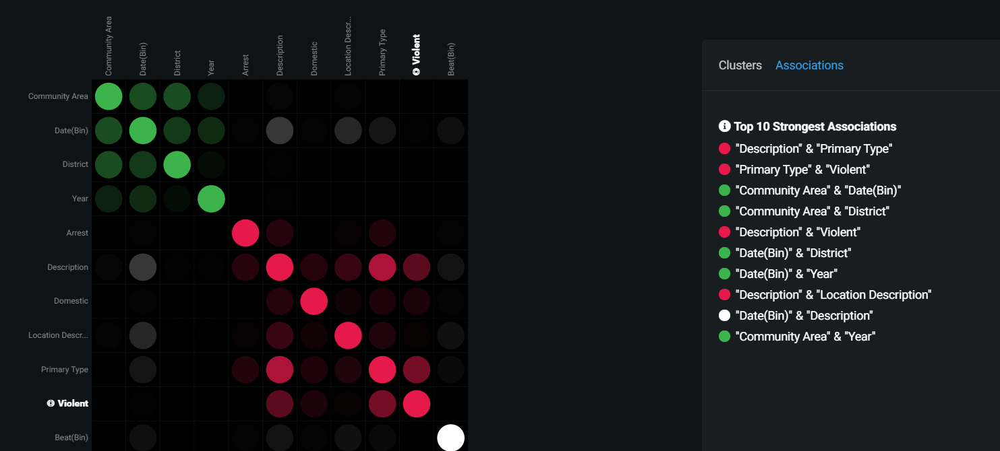 Community Area
Date(Bin)
District
Year
Arrest
Description
Domestic
Location Descr...
Primary Type
Violent
Beat(Bin)
Community Area
Date(Bin)
District
Year
Arrest
Description
Domestic
Location Descr...
Primary Type
Violent
Beat(Bin)
Clusters Associations
Top 10 Strongest Associations
"Description" & "Primary Type"
"Primary Type" & "Violent"
"Community Area" & "Date(Bin)"
"Community Area" & "District"
"Description" & "Violent"
"Date(Bin)" & "District"
"Date(Bin)" & "Year"
"Description" & "Location Description"
"Date(Bin)" & "Description"
"Community Area" & "Year"